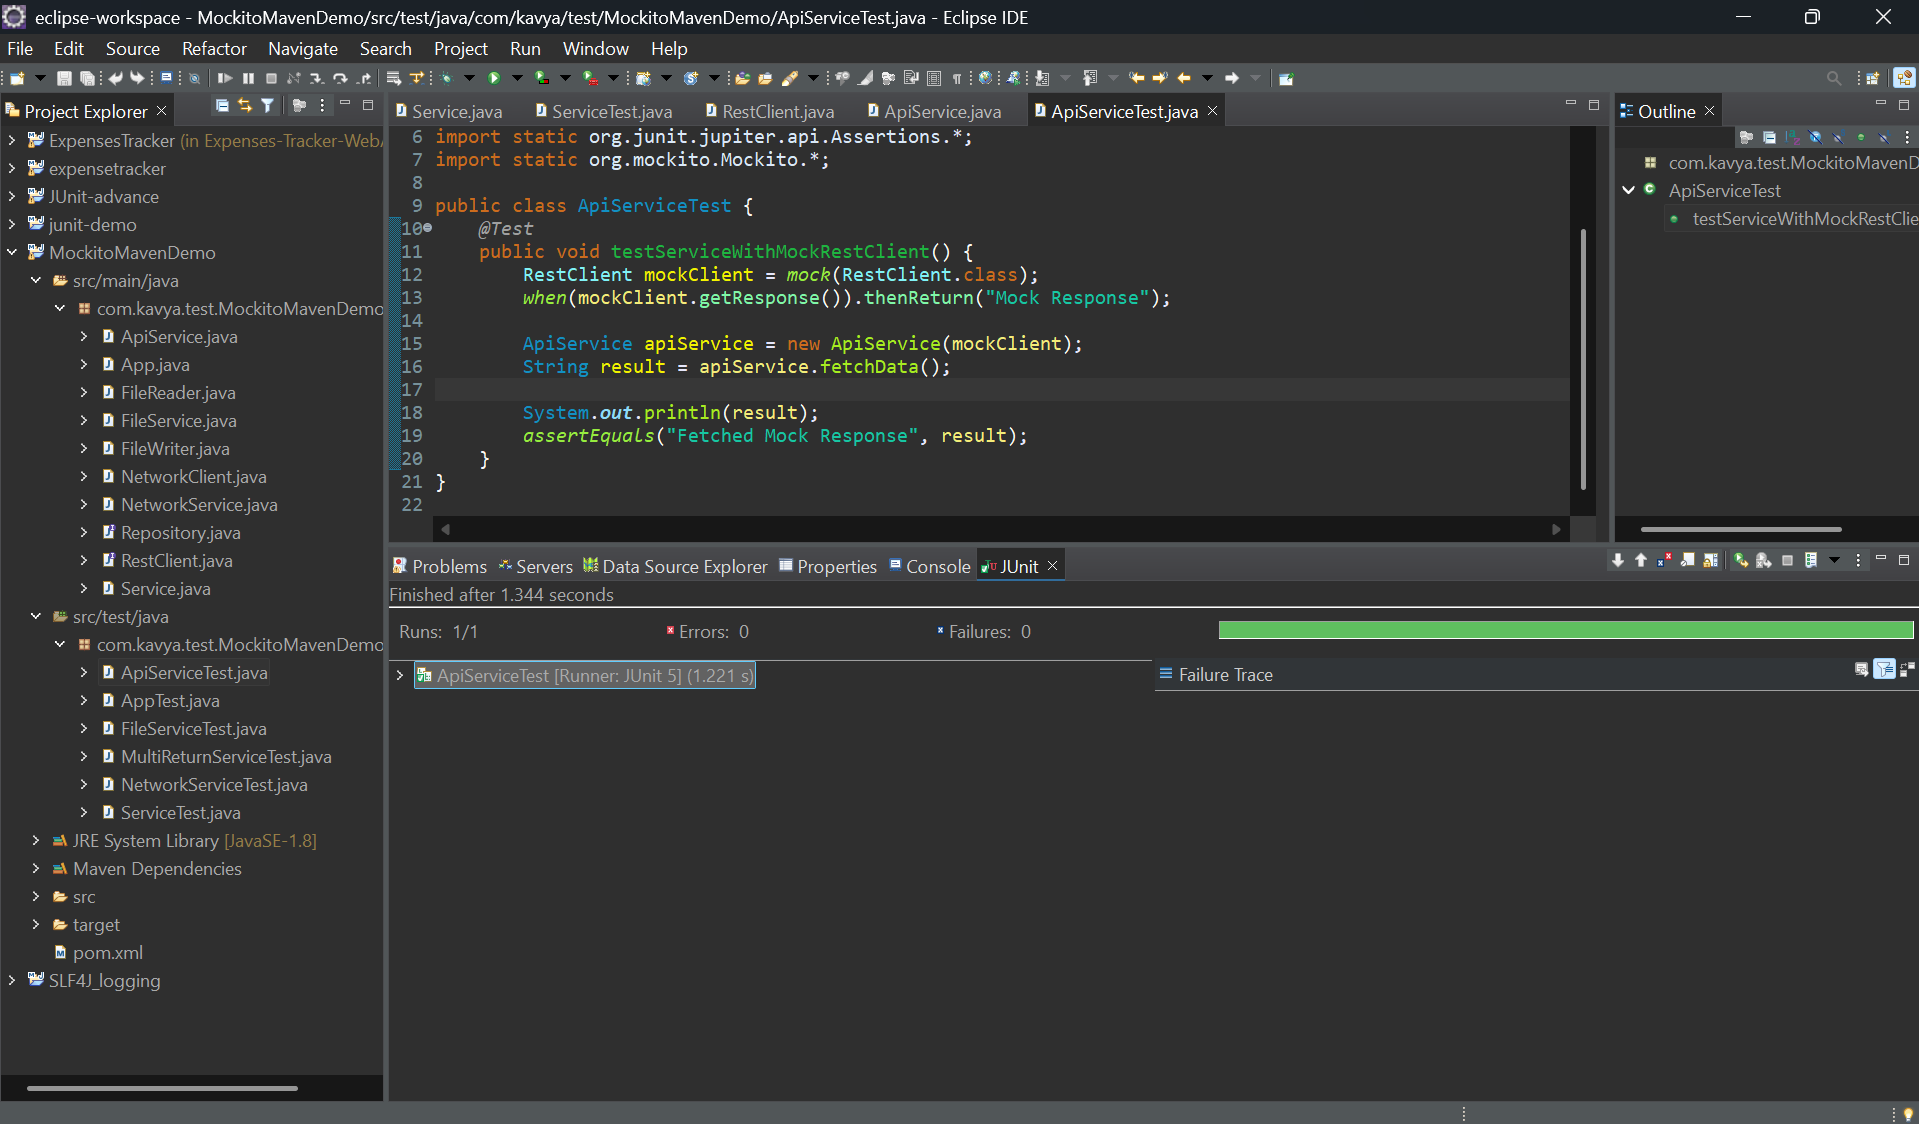 eclipse-workspace - MockitoMavenDemo/src/test/java/com/kavya/test/MockitoMavenDemo/ApiServiceTest.java - Eclipse IDE
File Edit Source Refactor Navigate Search Project Run Window Help
Project Explorer
ExpensesTracker (in Expenses-Tracker-WebA
expensetracker
JUnit-advance
junit-demo
MockitoMavenDemo
src/main/java
com.kavya.test.MockitoMavenDemo
ApiService.java
App.java
FileReader.java
FileService.java
FileWriter.java
NetworkClient.java
NetworkService.java
Repository.java
RestClient.java
Service.java
src/test/java
com.kavya.test.MockitoMavenDemo
ApiServiceTest.java
AppTest.java
FileServiceTest.java
MultiReturnServiceTest.java
NetworkServiceTest.java
ServiceTest.java
JRE System Library [JavaSE-1.8]
Maven Dependencies
src
target
pom.xml
SLF4J_logging
Service.java ServiceTest.java RestClient.java ApiService.java ApiServiceTest.java
6 import static org.junit.jupiter.api.Assertions.*;
7 import static org.mockito.Mockito.*;
8
9 public class ApiServiceTest {
10 @Test
11 public void testServiceWithMockRestClient() {
12 RestClient mockClient = mock(RestClient.class);
13 when(mockClient.getResponse()).thenReturn("Mock Response");
14
15 ApiService apiService = new ApiService(mockClient);
16 String result = apiService.fetchData();
17
18 System.out.println(result);
19 assertEquals("Fetched Mock Response", result);
20 }
21 }
22
Outline
com.kavya.test.MockitoMavenD
ApiServiceTest
testServiceWithMockRestClie
Problems Servers Data Source Explorer Properties Console JUnit
Finished after 1.344 seconds
Runs: 1/1 Errors: 0 Failures: 0
ApiServiceTest [Runner: JUnit 5] (1.221 s)
Failure Trace